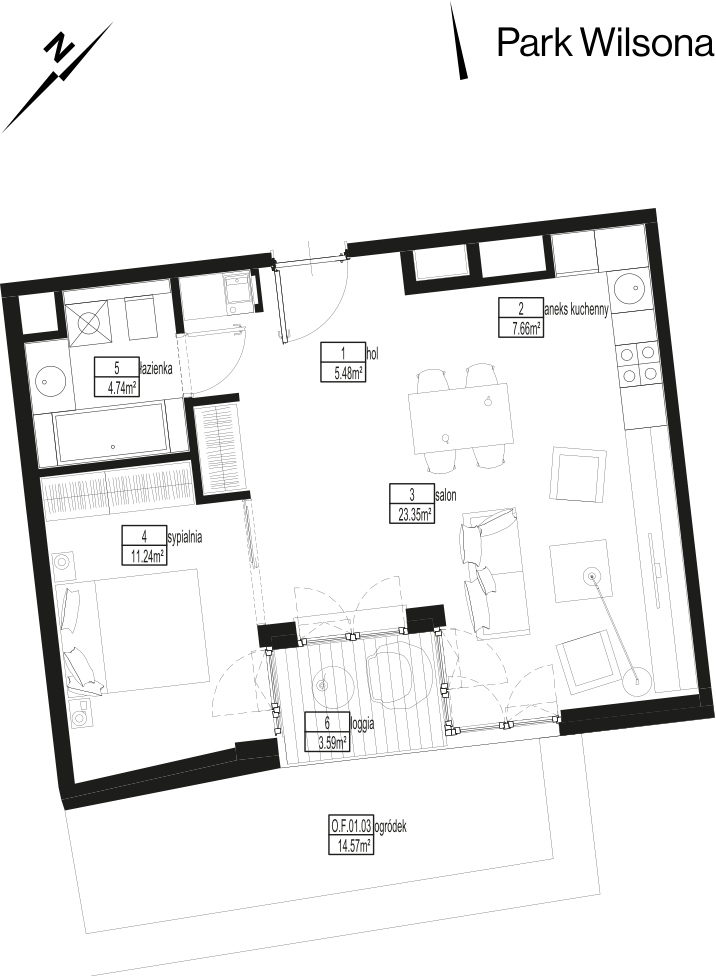 N
Park Wilsona
2 aneks kuchenny
7.66m²
1 hol
5.48m²
5 łazienka
4.74m²
3 salon
23.35m²
4 sypialnia
11.24m²
6 loggia
3.59m²
O.F.01.03 ogródek
14.57m²